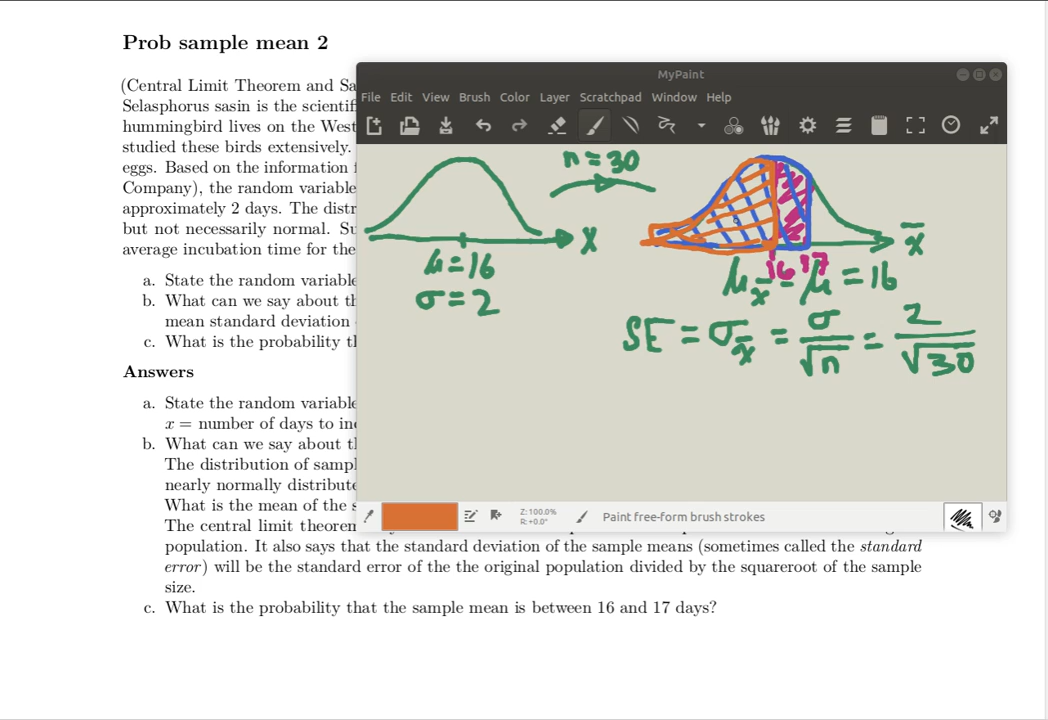 Prob sample mean 2
(Central Limit Theorem and Sa
Selasphorus sasin is the scientif
hummingbird lives on the West
studied these birds extensively.
eggs. Based on the information
Company), the random variable
approximately 2 days. The distr
but not necessarily normal. Su
average incubation time for the
a. State the random variable
b. What can we say about th
mean standard deviation
c. What is the probability th
Answers
a. State the random variable
x = number of days to in
b. What can we say about th
The distribution of sampl
nearly normally distribute
What is the mean of the s
The central limit theorem
population. It also says that the standard deviation of the sample means (sometimes called the standard
error) will be the standard error of the the original population divided by the squareroot of the sample
size.
c. What is the probability that the sample mean is between 16 and 17 days?
MyPaint
File Edit View Brush Color Layer Scratchpad Window Help
n = 30
x
μ = 16
σ = 2
x̄
16 17
μx̄ = μ = 16
SE = σx̄ = σ/√n = 2/√30
Z: 100.0%
R: +0.0°
Paint free-form brush strokes